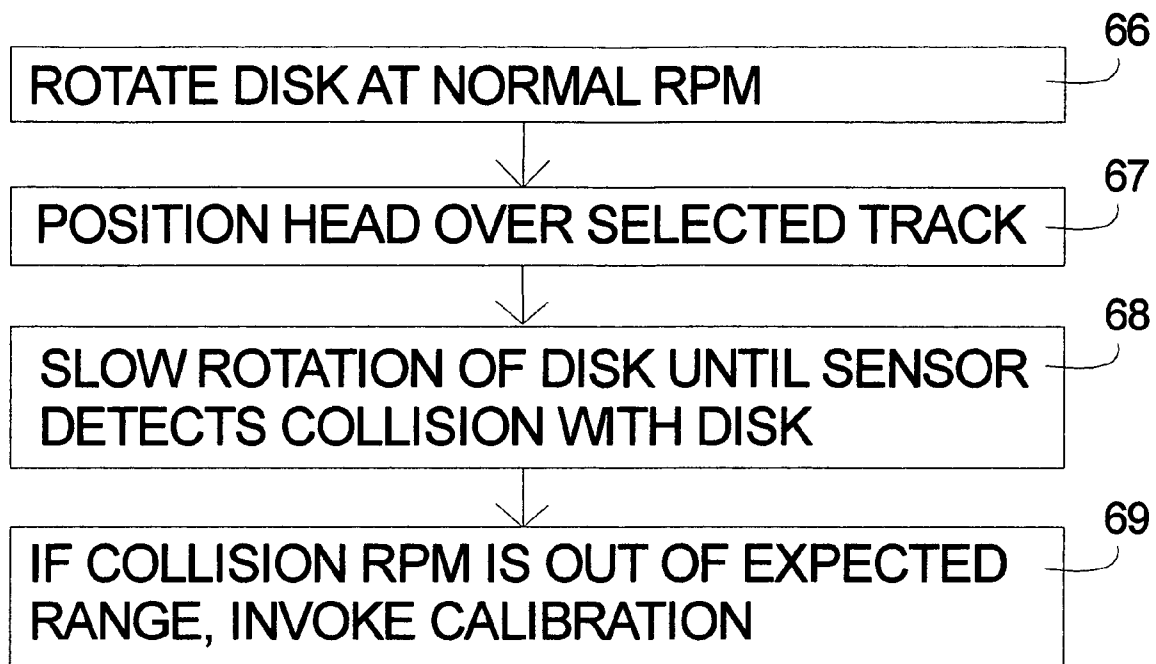 66
ROTATE DISK AT NORMAL RPM
67
POSITION HEAD OVER SELECTED TRACK
68
SLOW ROTATION OF DISK UNTIL SENSOR
DETECTS COLLISION WITH DISK
69
IF COLLISION RPM IS OUT OF EXPECTED
RANGE, INVOKE CALIBRATION